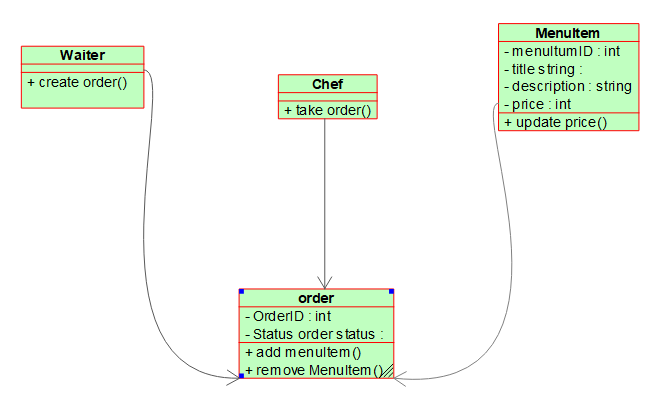 Waiter
+ create order()
Chef
+ take order()
MenuItem
- menuItumID : int
- title string :
- description : string
- price : int
+ update price()
order
- OrderID : int
- Status order status :
+ add menuItem()
+ remove MenuItem()